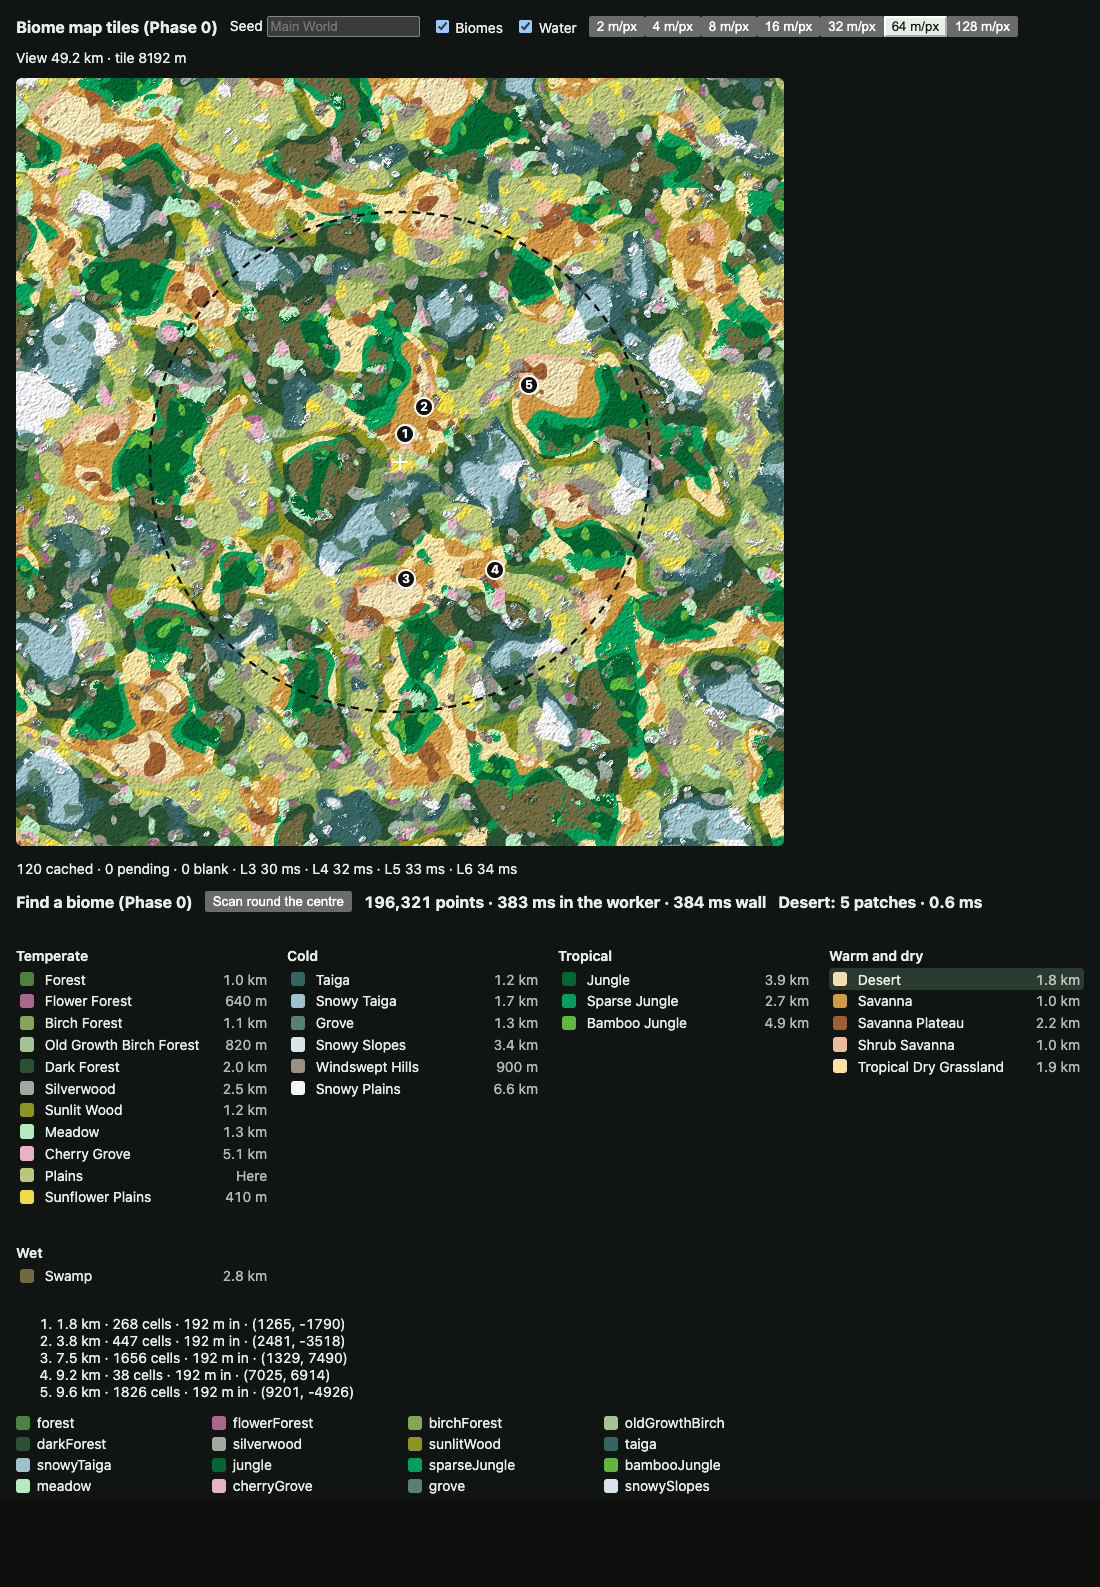 Biome map tiles (Phase 0) Seed Main World Biomes Water 2 m/px 4 m/px 8 m/px 16 m/px 32 m/px 64 m/px 128 m/px
View 49.2 km · tile 8192 m
5
2
1
4
3
120 cached · 0 pending · 0 blank · L3 30 ms · L4 32 ms · L5 33 ms · L6 34 ms
Find a biome (Phase 0) Scan round the centre 196,321 points · 383 ms in the worker · 384 ms wall Desert: 5 patches · 0.6 ms
Temperate
Forest 1.0 km
Flower Forest 640 m
Birch Forest 1.1 km
Old Growth Birch Forest 820 m
Dark Forest 2.0 km
Silverwood 2.5 km
Sunlit Wood 1.2 km
Meadow 1.3 km
Cherry Grove 5.1 km
Plains Here
Sunflower Plains 410 m
Cold
Taiga 1.2 km
Snowy Taiga 1.7 km
Grove 1.3 km
Snowy Slopes 3.4 km
Windswept Hills 900 m
Snowy Plains 6.6 km
Tropical
Jungle 3.9 km
Sparse Jungle 2.7 km
Bamboo Jungle 4.9 km
Warm and dry
Desert 1.8 km
Savanna 1.0 km
Savanna Plateau 2.2 km
Shrub Savanna 1.0 km
Tropical Dry Grassland 1.9 km
Wet
Swamp 2.8 km
1. 1.8 km · 268 cells · 192 m in · (1265, -1790)
2. 3.8 km · 447 cells · 192 m in · (2481, -3518)
3. 7.5 km · 1656 cells · 192 m in · (1329, 7490)
4. 9.2 km · 38 cells · 192 m in · (7025, 6914)
5. 9.6 km · 1826 cells · 192 m in · (9201, -4926)
forest flowerForest birchForest oldGrowthBirch
darkForest silverwood sunlitWood taiga
snowyTaiga jungle sparseJungle bambooJungle
meadow cherryGrove grove snowySlopes